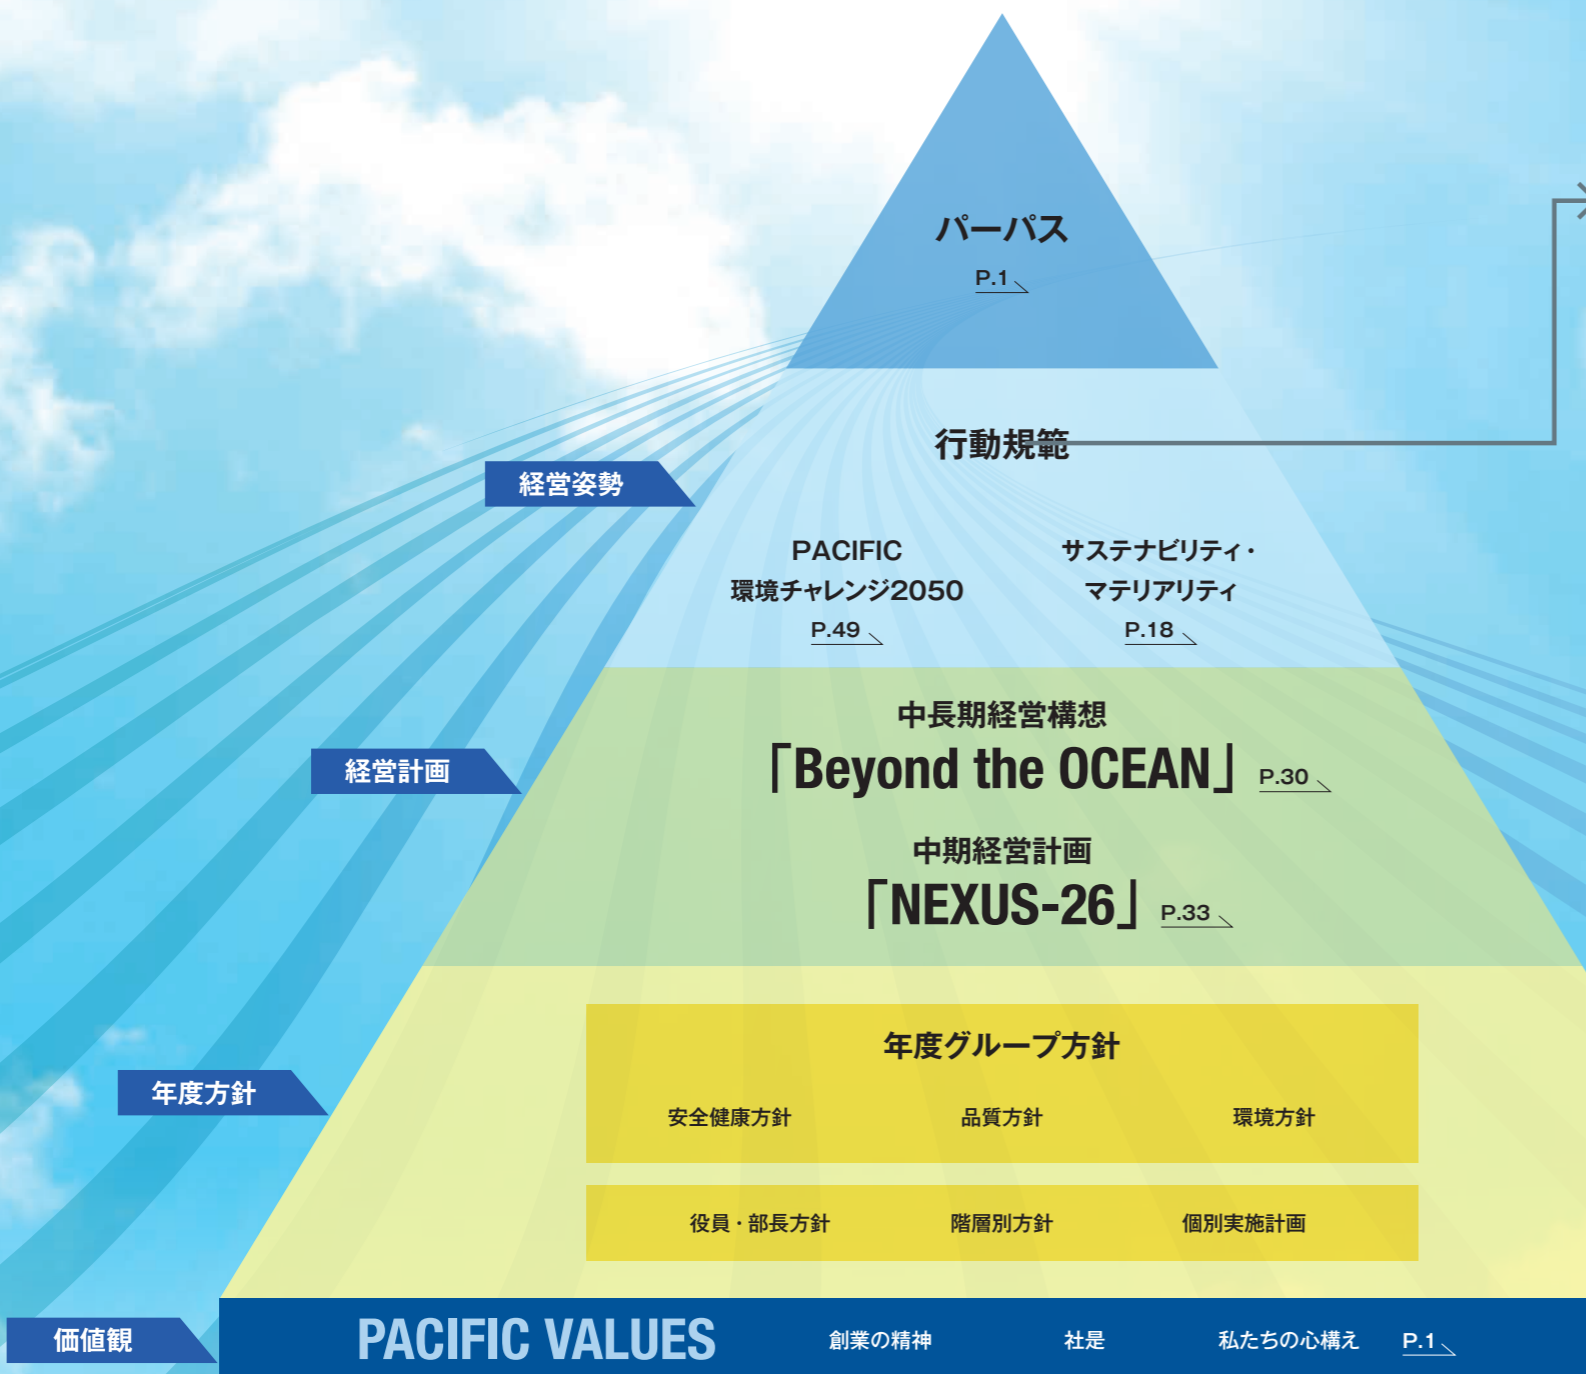 パーパス
P.1
行動規範
経営姿勢
PACIFIC
環境チャレンジ2050
P.49
サステナビリティ・
マテリアリティ
P.18
中長期経営構想
「Beyond the OCEAN」 P.30
経営計画
中期経営計画
「NEXUS-26」 P.33
年度グループ方針
年度方針
安全健康方針 品質方針 環境方針
役員・部長方針 階層別方針 個別実施計画
価値観
PACIFIC VALUES 創業の精神 社是 私たちの心構え P.1